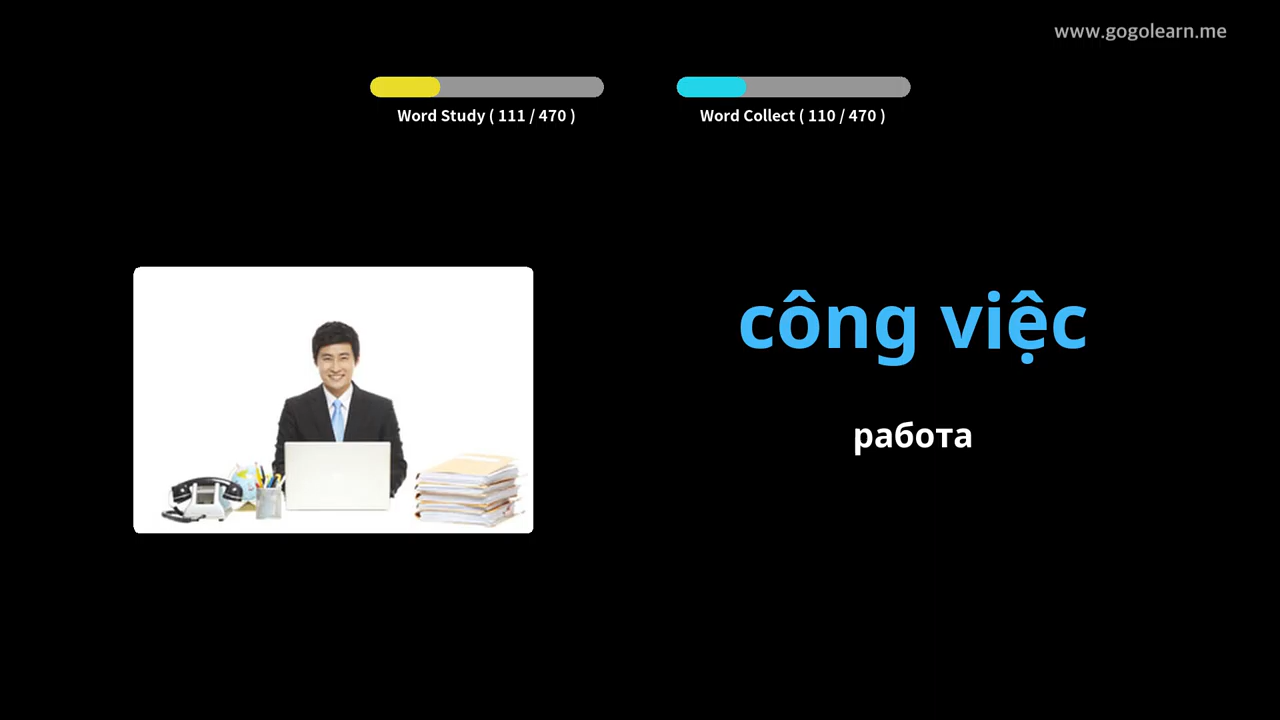 www.gogolearn.me
Word Study ( 111 / 470 )
Word Collect ( 110 / 470 )
công việc
работа